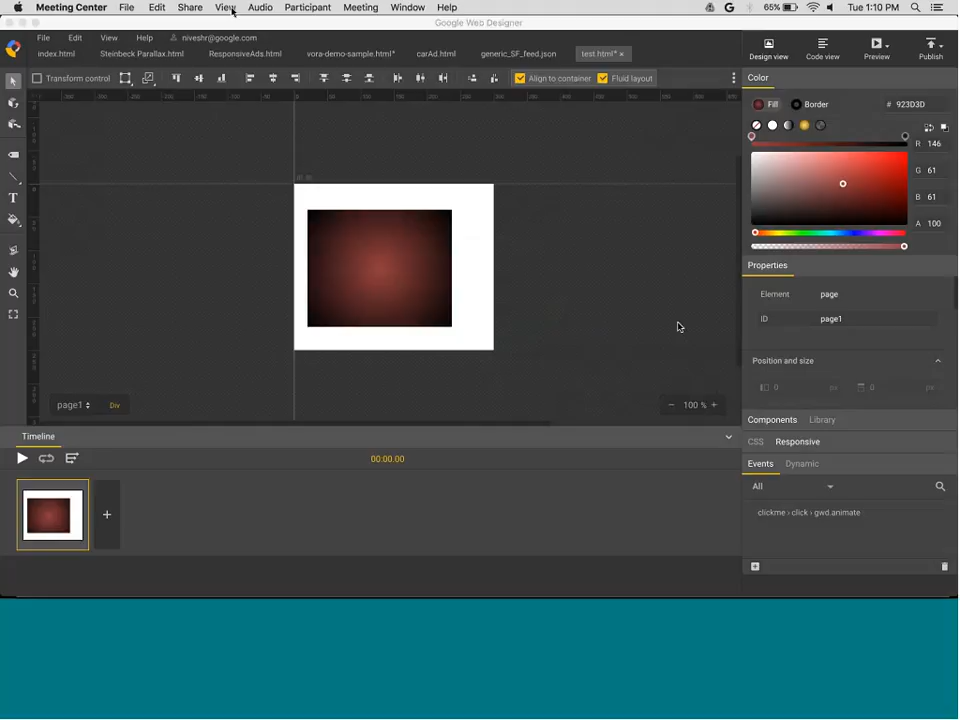 Meeting Center File Edit Share View Audio Participant Meeting Window Help 65% Tue 1:10 PM
Google Web Designer
File Edit View Help niveshr@google.com
index.html Steinbeck Parallax.html ResponsiveAds.html vora-demo-sample.html* carAd.html generic_SF_feed.json test.html* ×
Design view Code view Preview Publish
Transform control Align to container Fluid layout
Color
Fill Border # 923D3D
R 146
G 61
B 61
A 100
Properties
Element page
ID page1
Position and size
0 px 0 px
page1 Div − 100 % +
Components Library
CSS Responsive
Timeline
00:00.00
Events Dynamic
All
clickme › click › gwd.animate